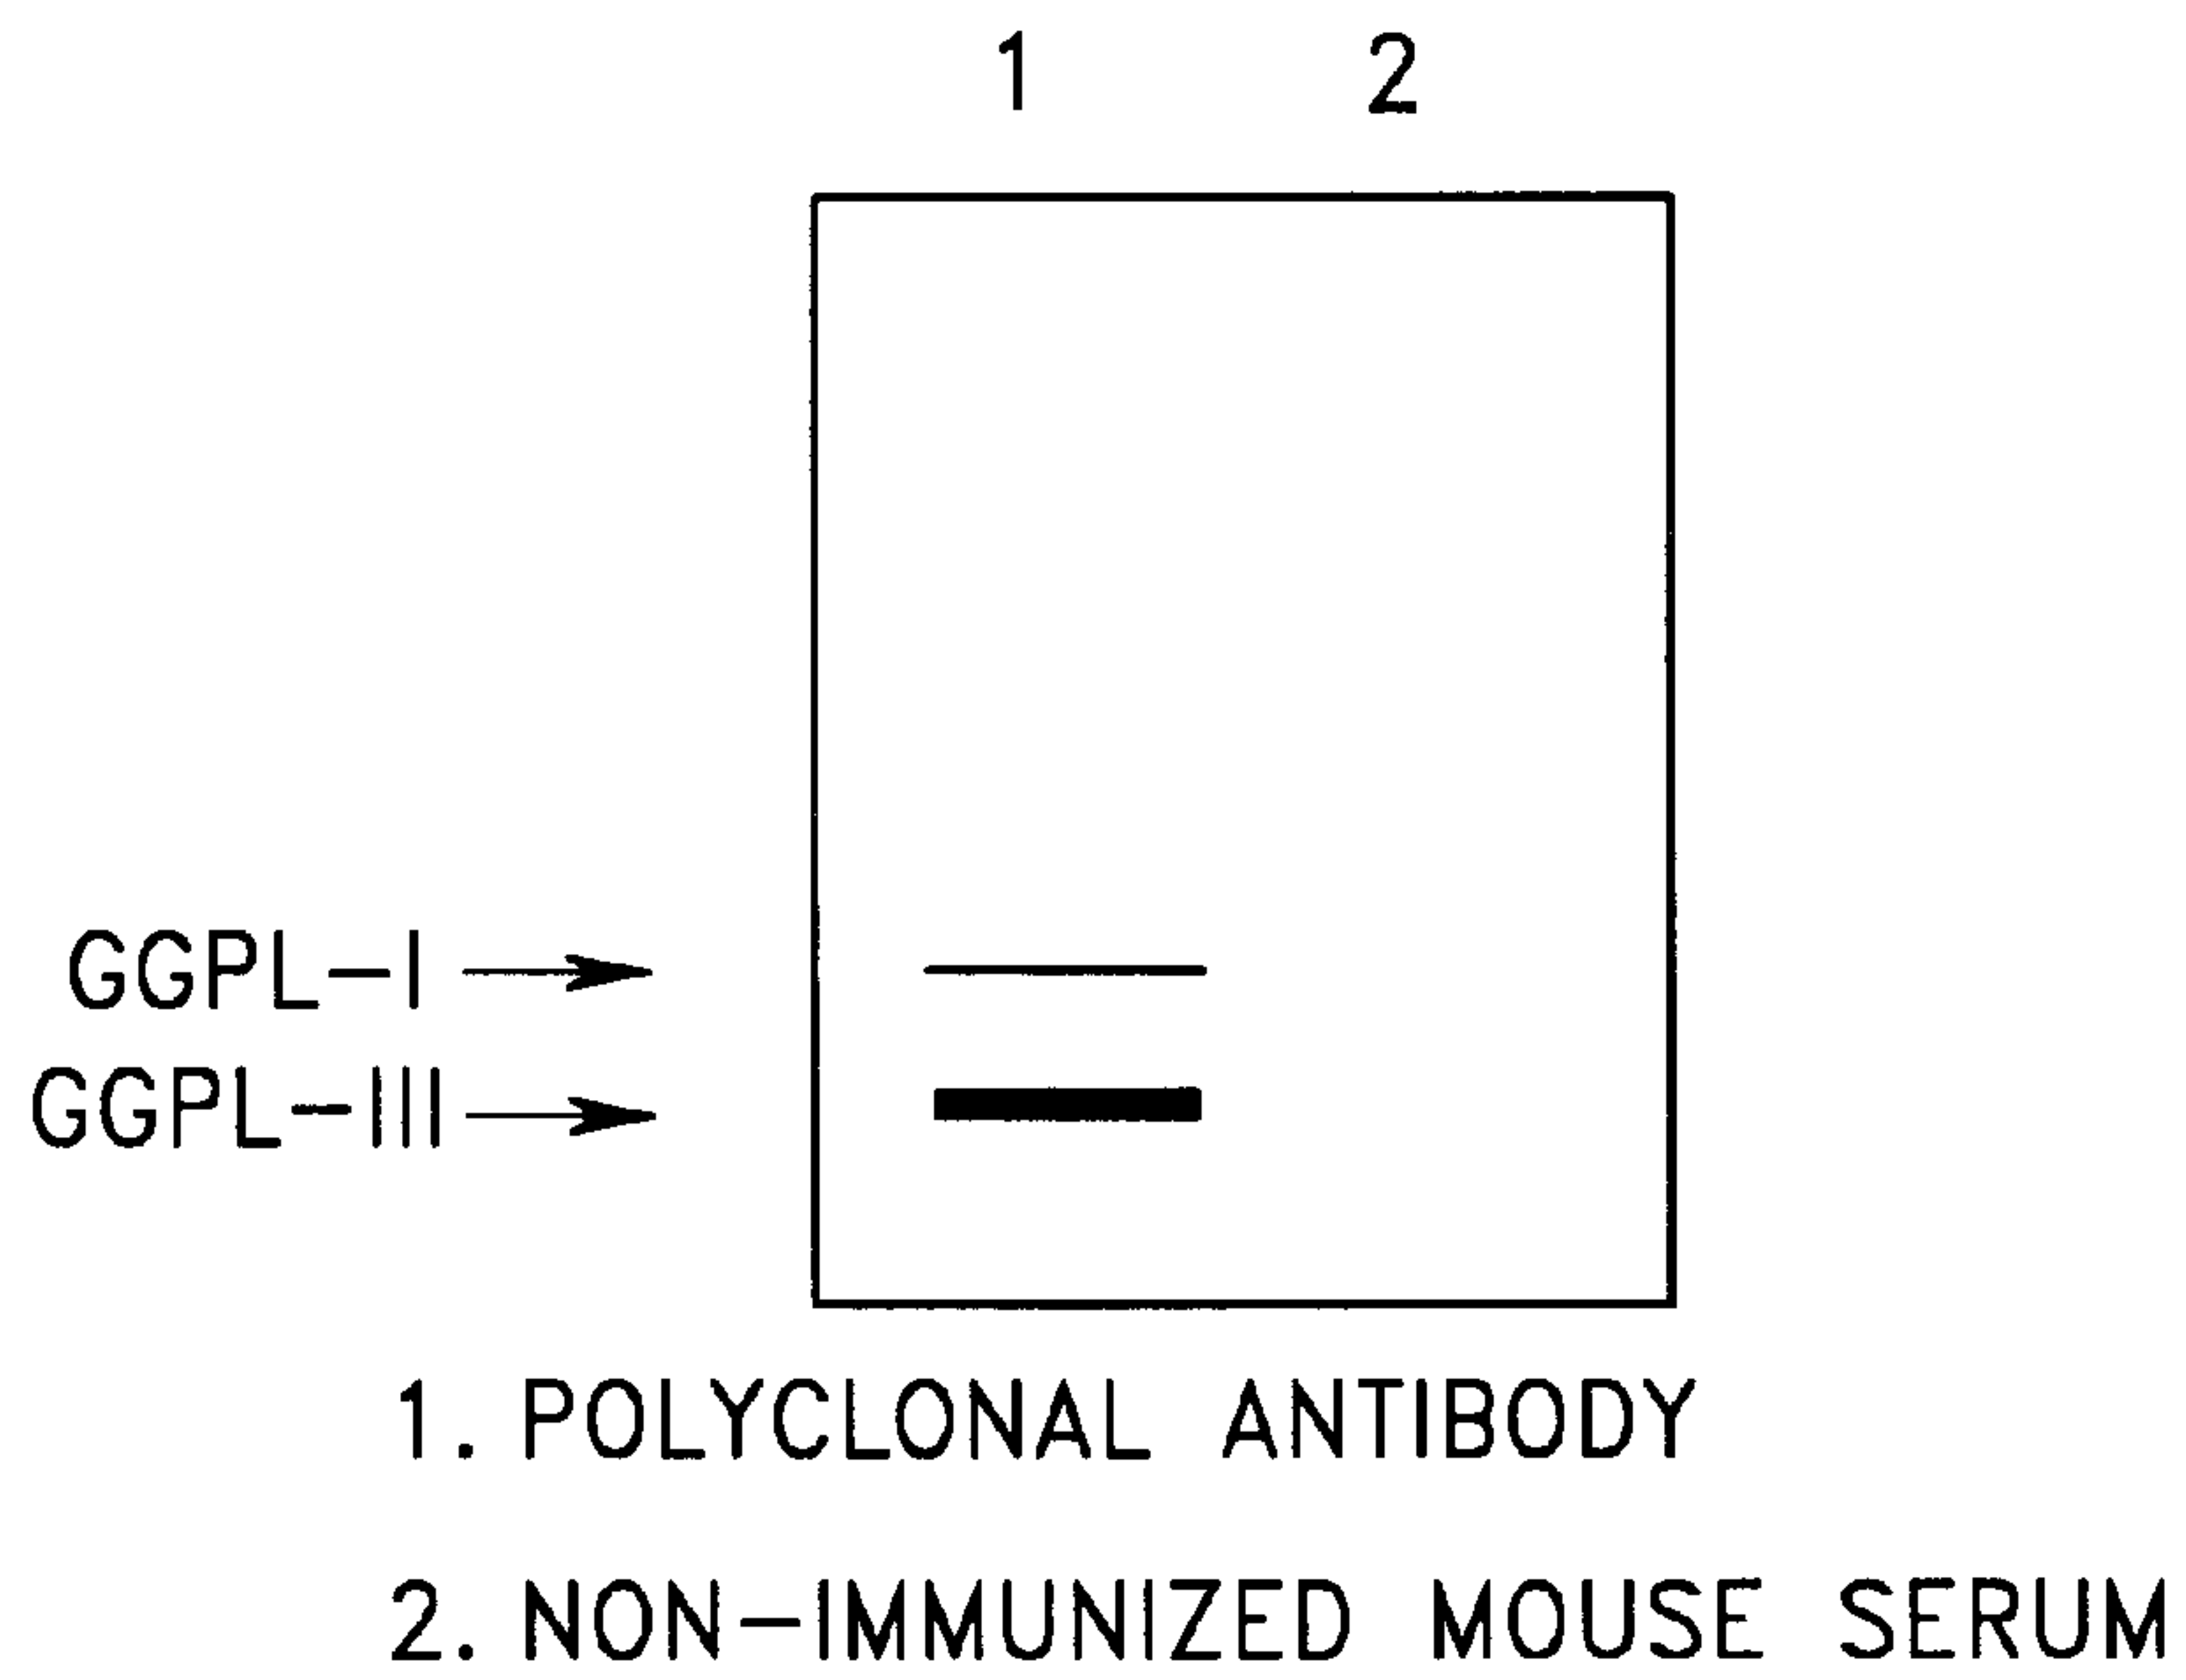 1 2
GGPL-I
GGPL-III
1. POLYCLONAL ANTIBODY
2. NON-IMMUNIZED MOUSE SERUM